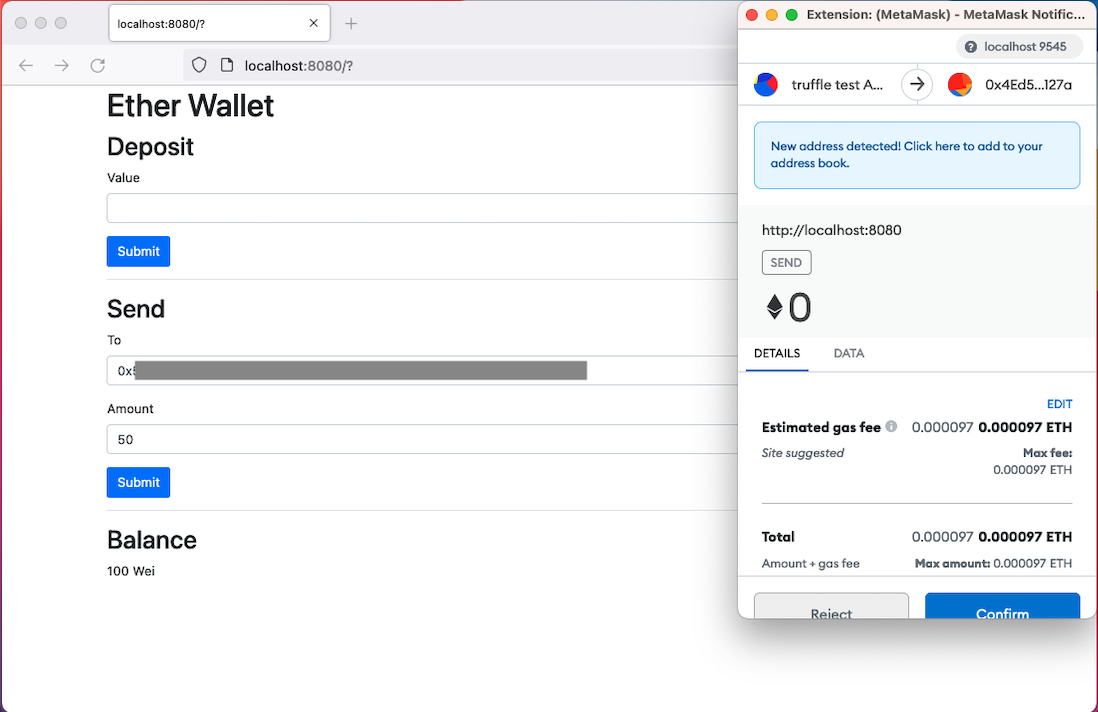 localhost:8080/?
localhost:8080/?
Ether Wallet
Deposit
Value
Submit
Send
To
0x
Amount
50
Submit
Balance
100 Wei
Extension: (MetaMask) - MetaMask Notific...
localhost 9545
truffle test A...
0x4Ed5...127a
New address detected! Click here to add to your
address book.
http://localhost:8080
SEND
0
DETAILS DATA
EDIT
Estimated gas fee 0.000097 0.000097 ETH
Site suggested Max fee:
0.000097 ETH
Total 0.000097 0.000097 ETH
Amount + gas fee Max amount: 0.000097 ETH
Reject Confirm